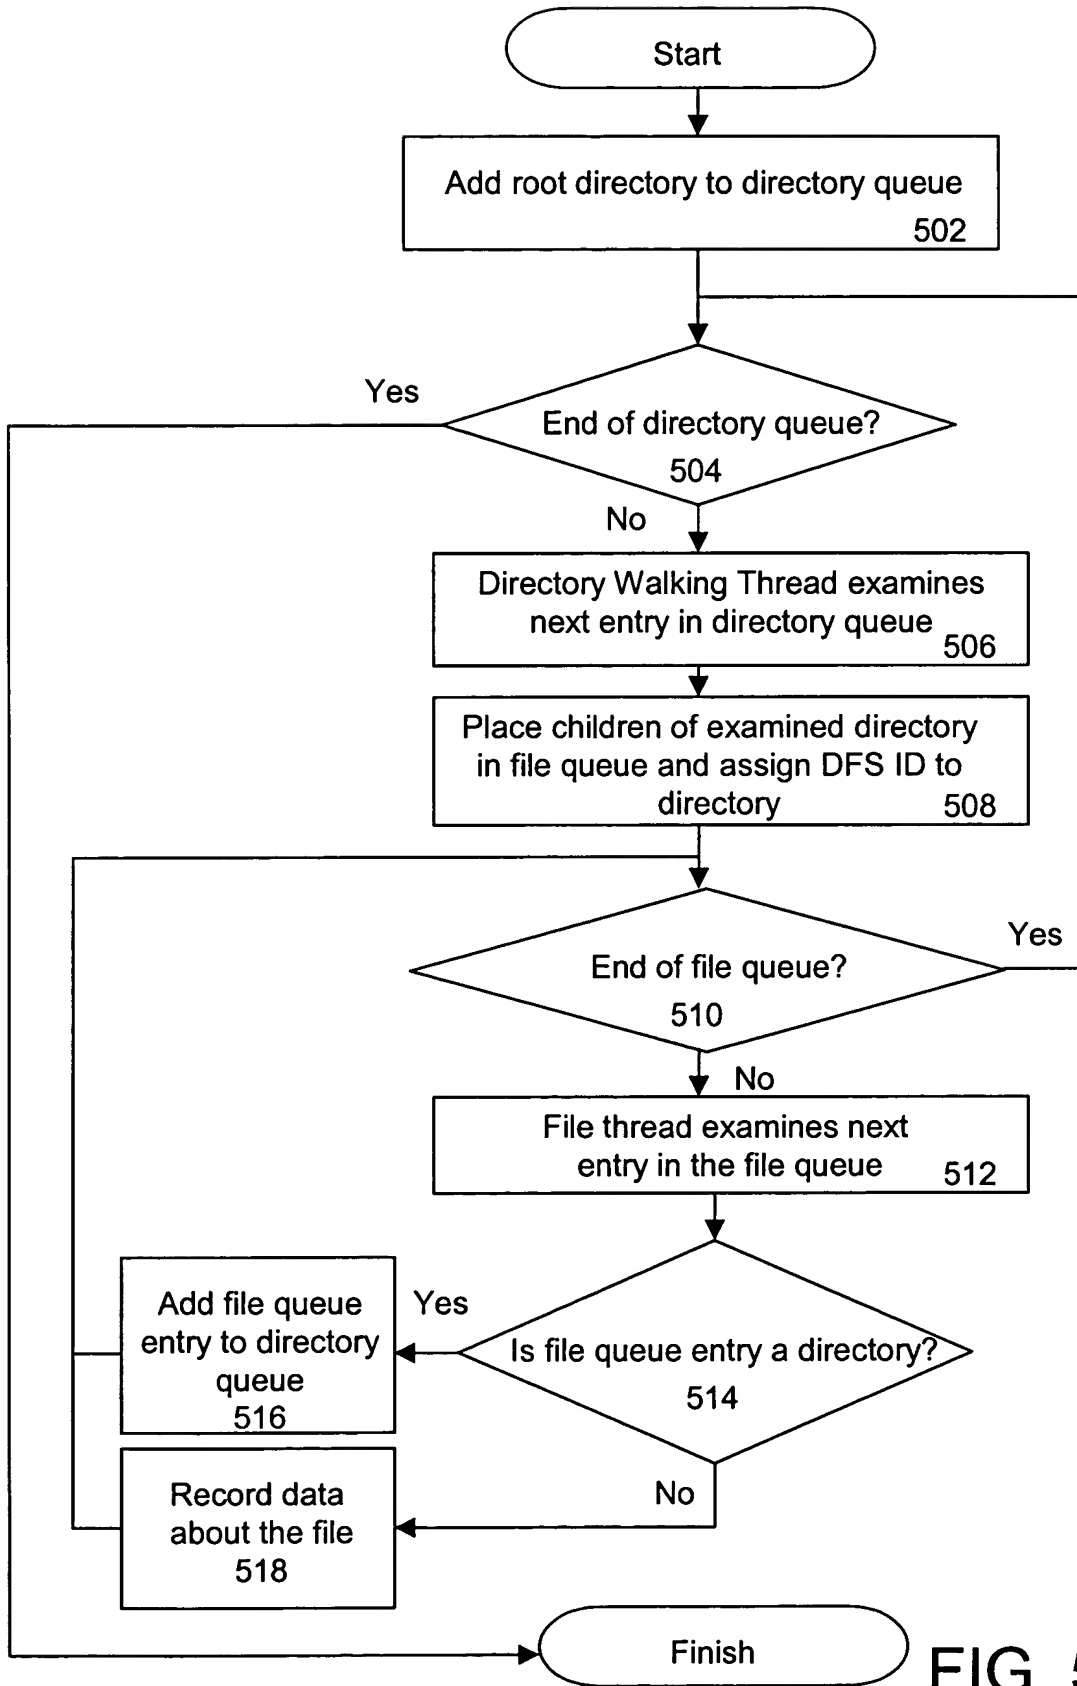 Start
Add root directory to directory queue
502
Yes
End of directory queue?
504
No
Directory Walking Thread examines
next entry in directory queue
506
Place children of examined directory
in file queue and assign DFS ID to
directory
508
Yes
End of file queue?
510
No
File thread examines next
entry in the file queue
512
Add file queue
entry to directory
queue
516
Yes
Is file queue entry a directory?
514
No
Record data
about the file
518
Finish
FIG. 5